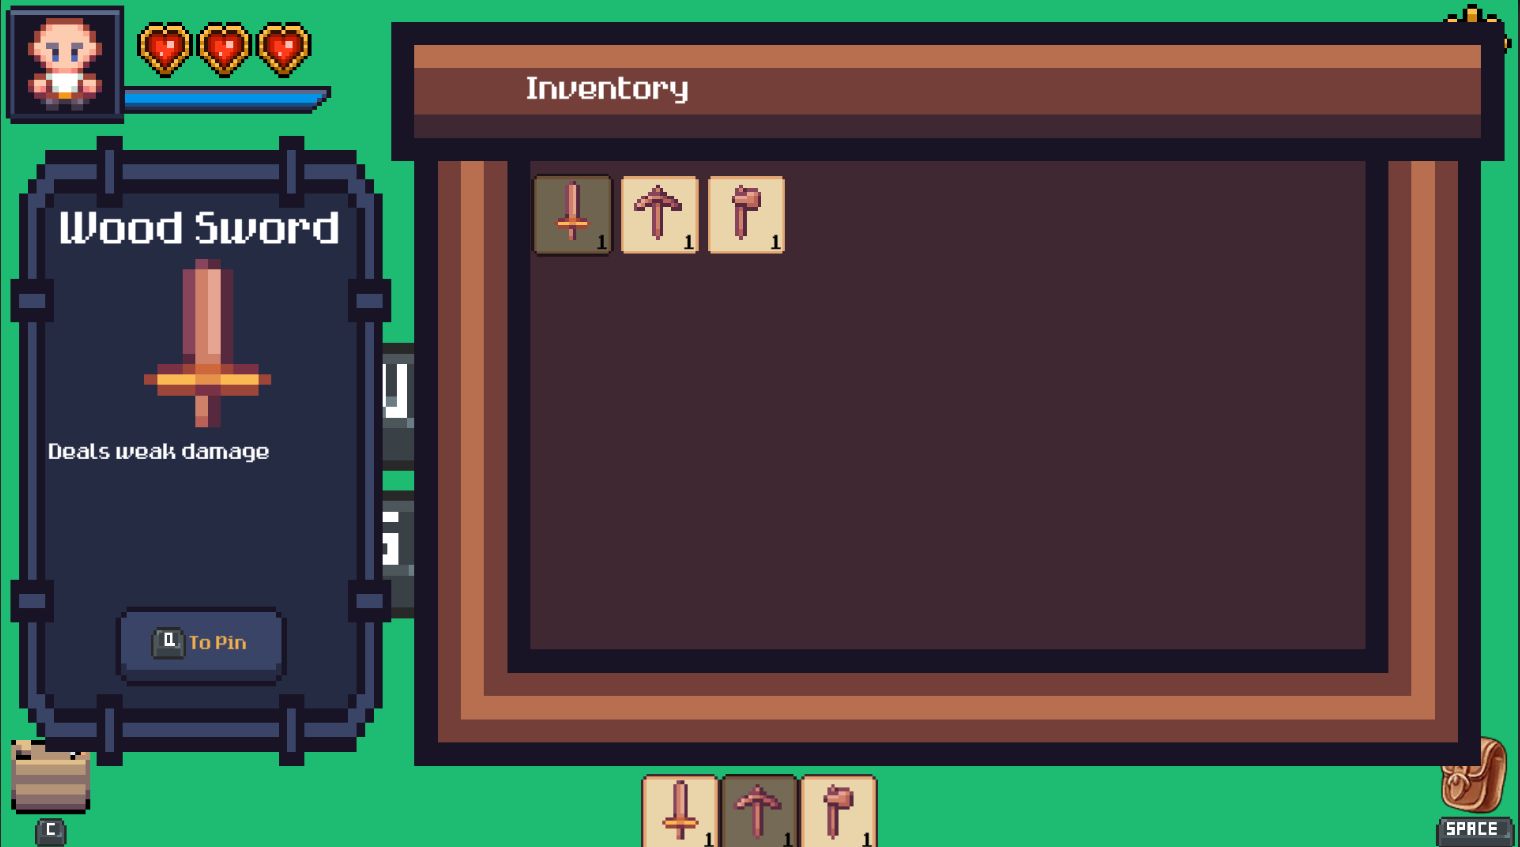 Inventory
Wood Sword
1 1 1
Deals weak damage
Q To Pin
1 1 1
C
SPACE